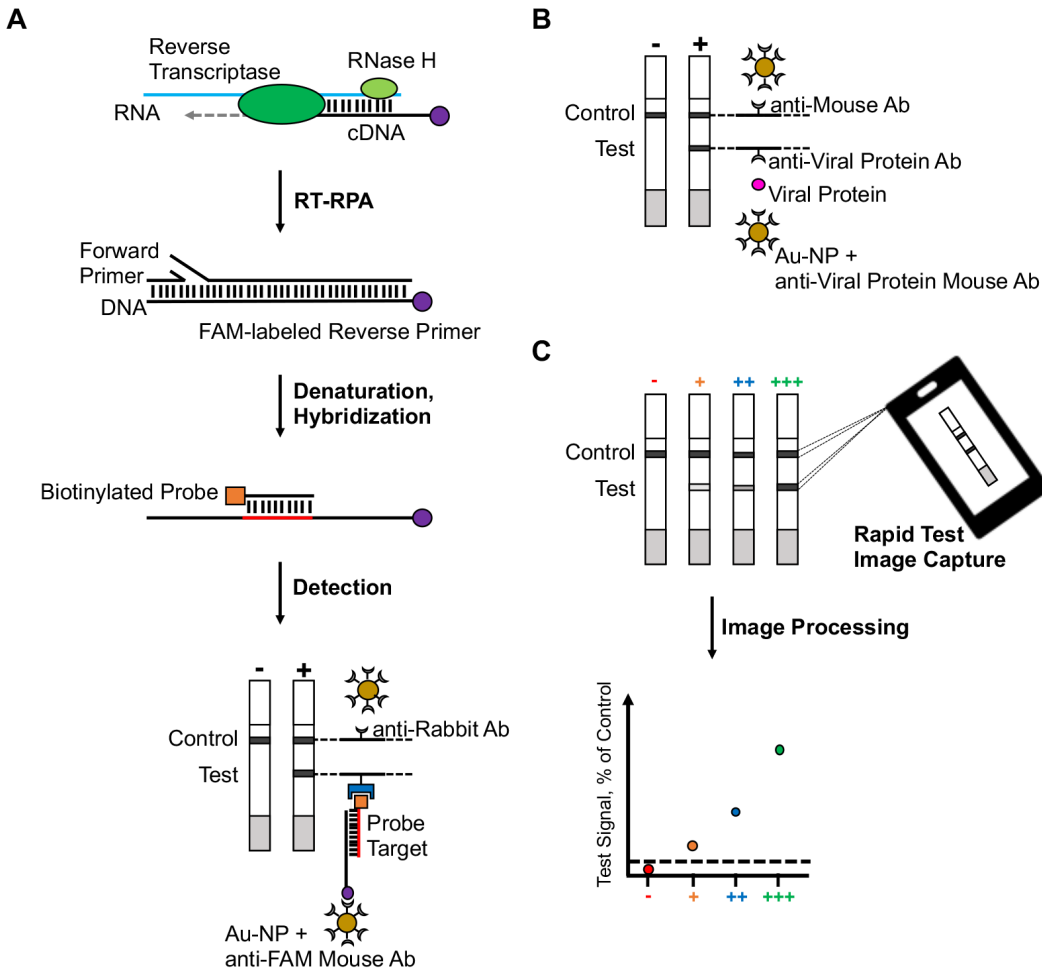 A
Reverse
Transcriptase
RNase H
RNA
cDNA
RT-RPA
Forward
Primer
DNA
FAM-labeled Reverse Primer
Denaturation,
Hybridization
Biotinylated Probe
Detection
- +
Control
anti-Rabbit Ab
Test
Probe
Target
Au-NP +
anti-FAM Mouse Ab
B
- +
Control
anti-Mouse Ab
Test
anti-Viral Protein Ab
Viral Protein
Au-NP +
anti-Viral Protein Mouse Ab
C
- + ++ +++
Control
Test
Rapid Test
Image Capture
Image Processing
Test Signal, % of Control
- + ++ +++